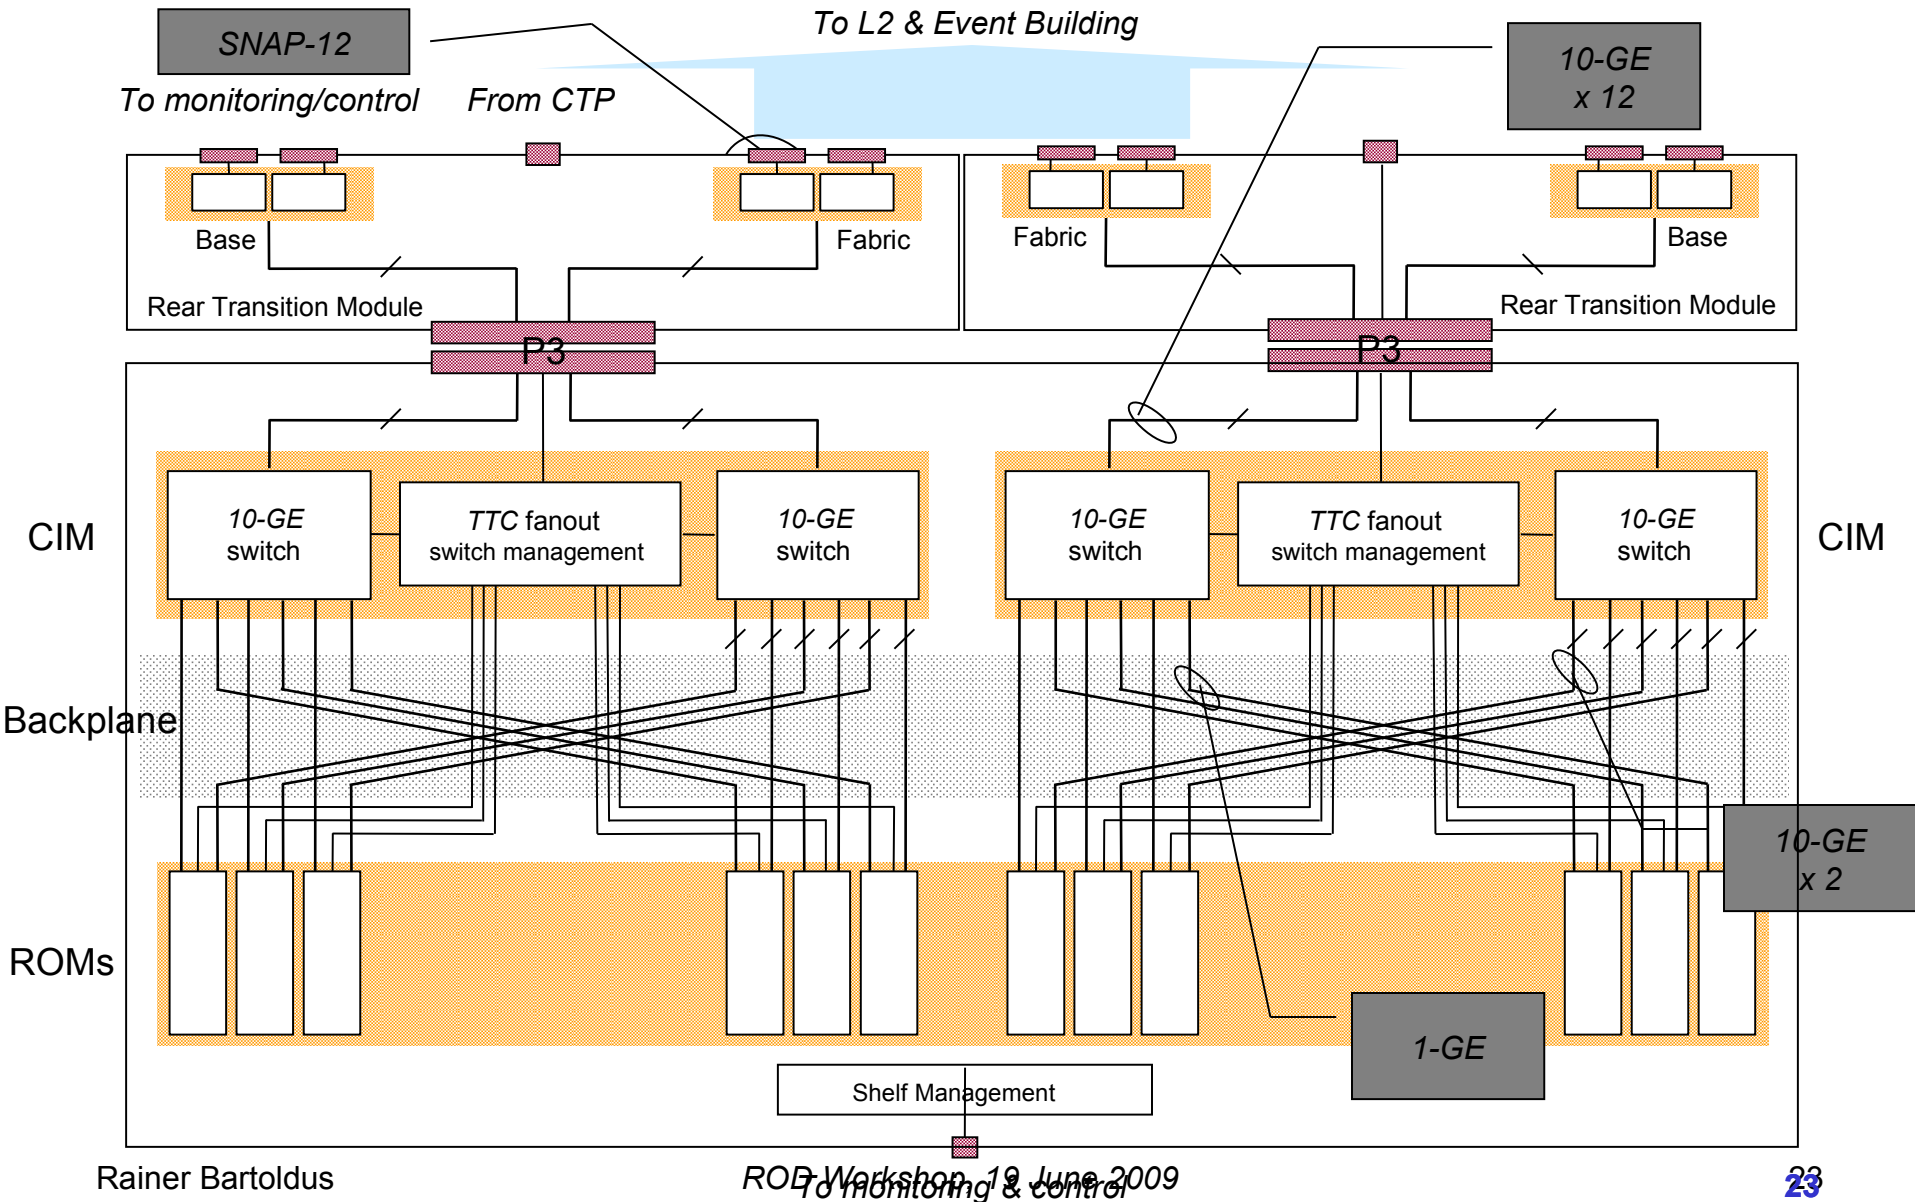 To L2 & Event Building
SNAP-12
10-GE
x 12
To monitoring/control
From CTP
Base
Fabric
Fabric
Base
Rear Transition Module
Rear Transition Module
P3
P3
CIM
10-GE
switch
TTC fanout
switch management
10-GE
switch
10-GE
switch
TTC fanout
switch management
10-GE
switch
CIM
Backplane
10-GE
x 2
ROMs
1-GE
Shelf Management
Rainer Bartoldus
ROD Workshop, 19 June 2009
To monitoring & control
23
23